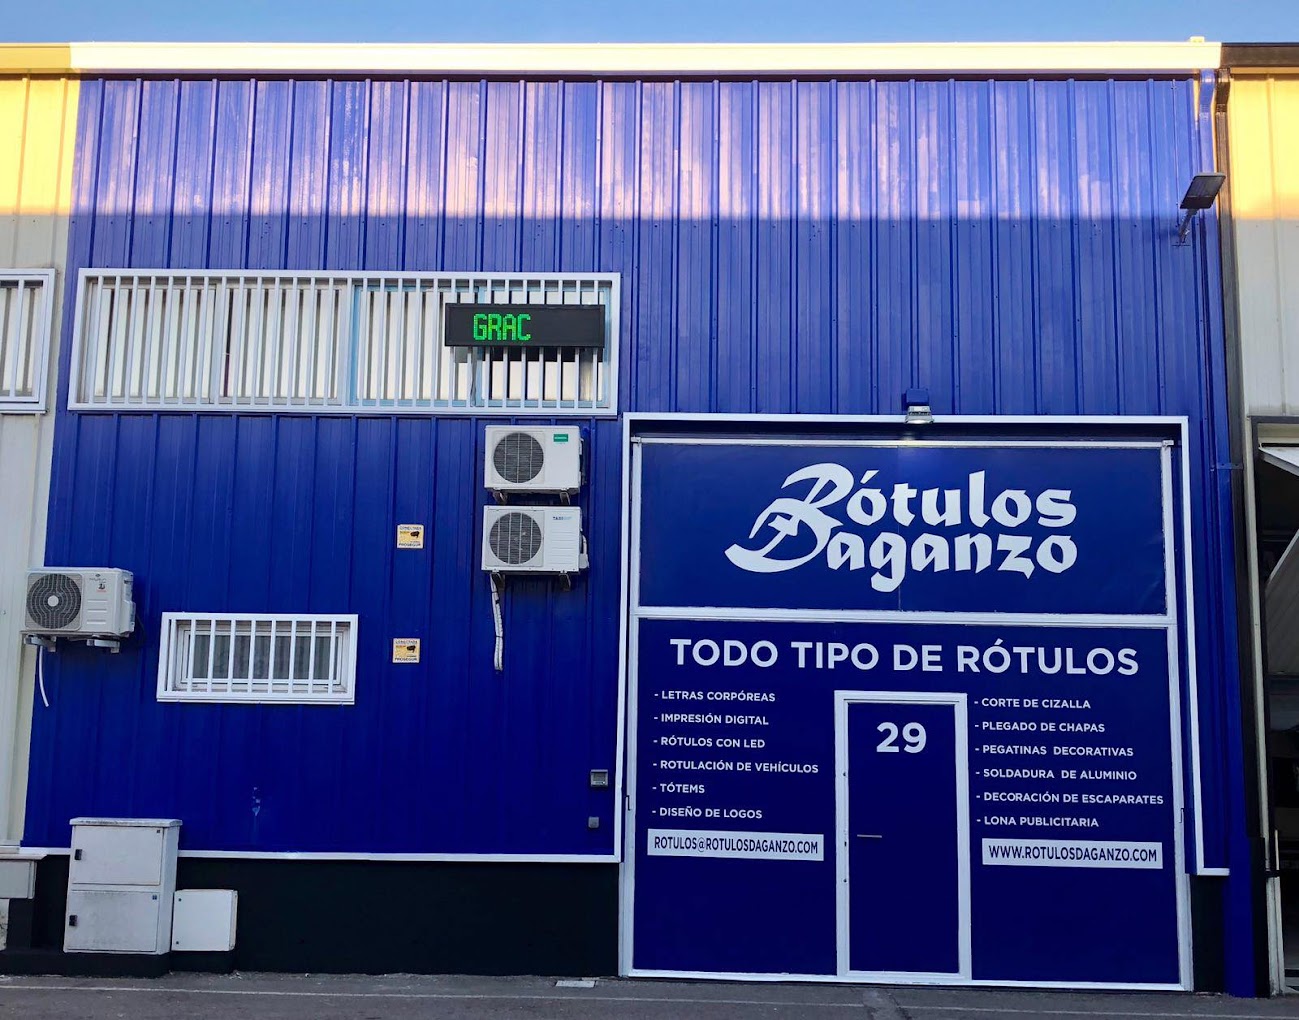 GRAC
Rótulos
Daganzo
TODO TIPO DE RÓTULOS
- LETRAS CORPÓREAS
- IMPRESIÓN DIGITAL
- RÓTULOS CON LED
- ROTULACIÓN DE VEHÍCULOS
- TÓTEMS
- DISEÑO DE LOGOS
ROTULOS@ROTULOSDAGANZO.COM
29
- CORTE DE CIZALLA
- PLEGADO DE CHAPAS
- PEGATINAS DECORATIVAS
- SOLDADURA DE ALUMINIO
- DECORACIÓN DE ESCAPARATES
- LONA PUBLICITARIA
WWW.ROTULOSDAGANZO.COM
PROSEGUR
PROSEGUR